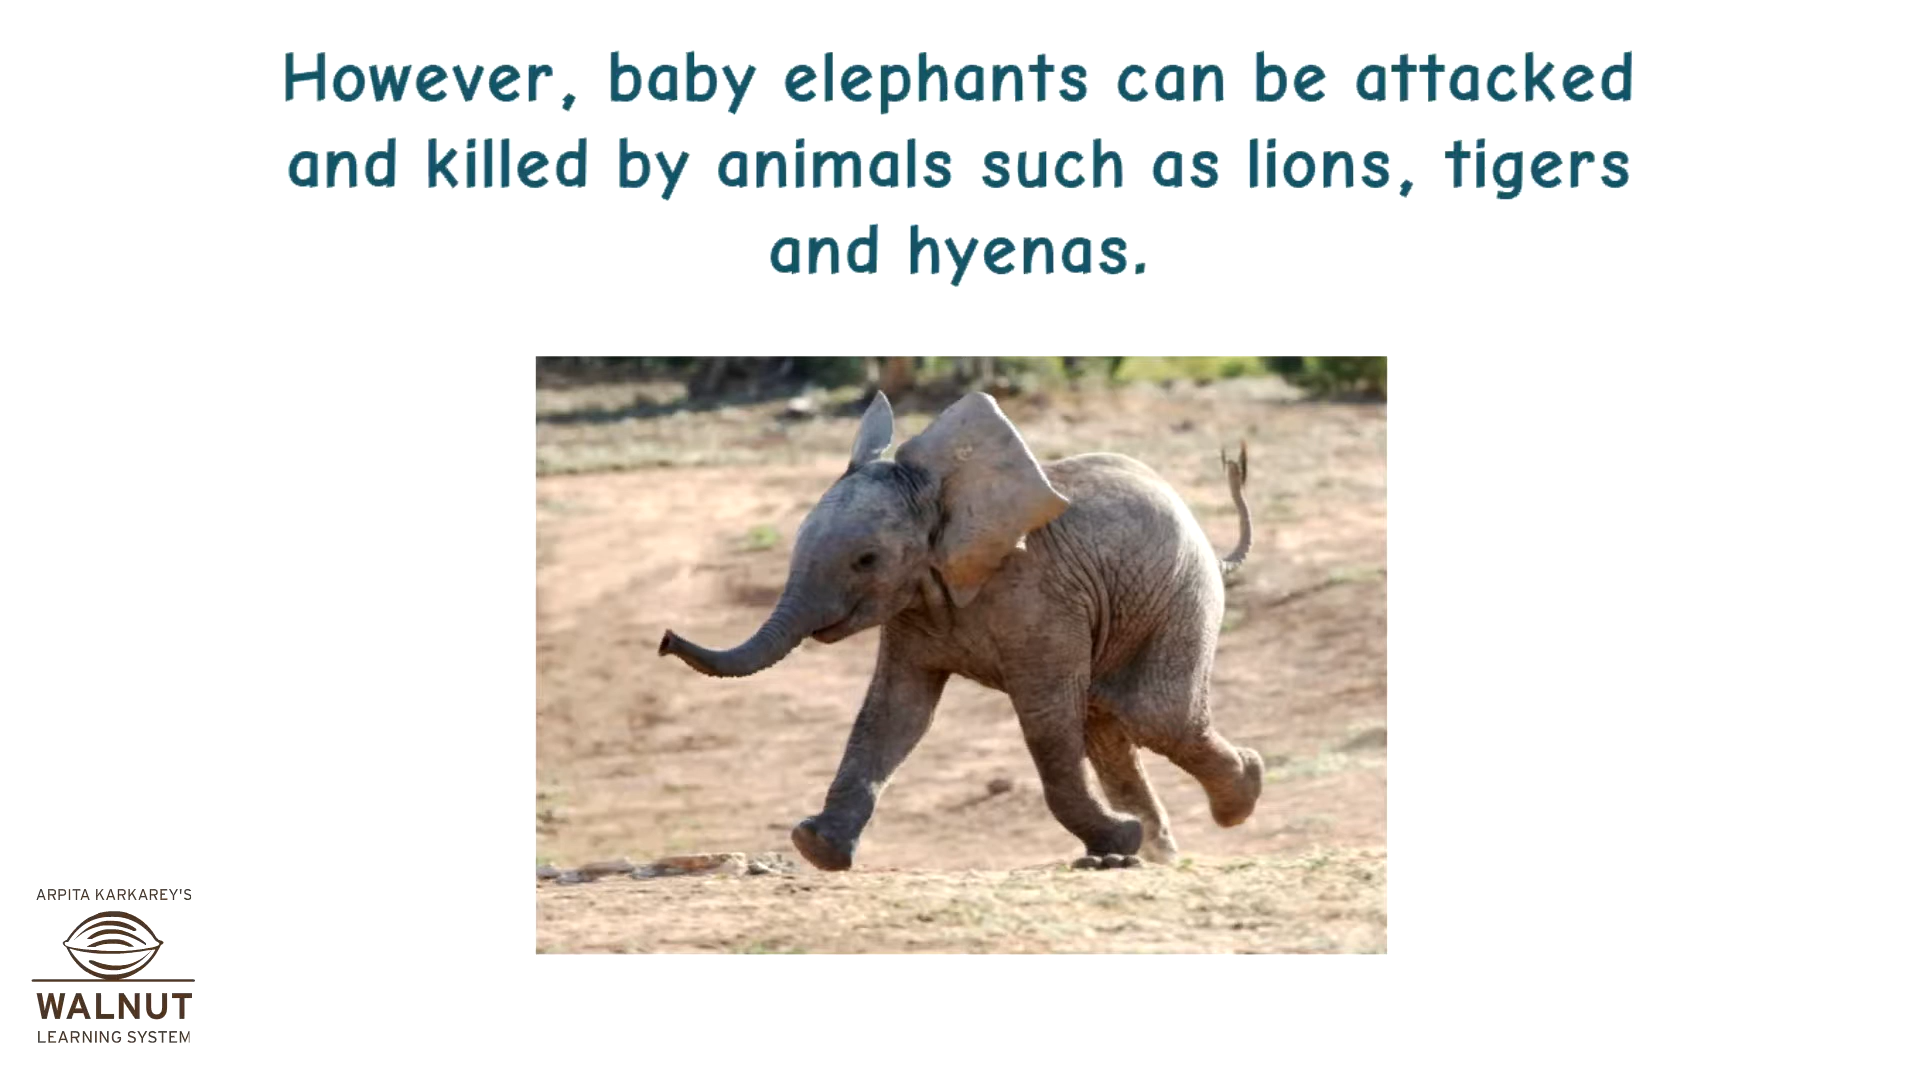 However, baby elephants can be attacked
and killed by animals such as lions, tigers
and hyenas.
ARPITA KARKAREY'S
WALNUT
LEARNING SYSTEM